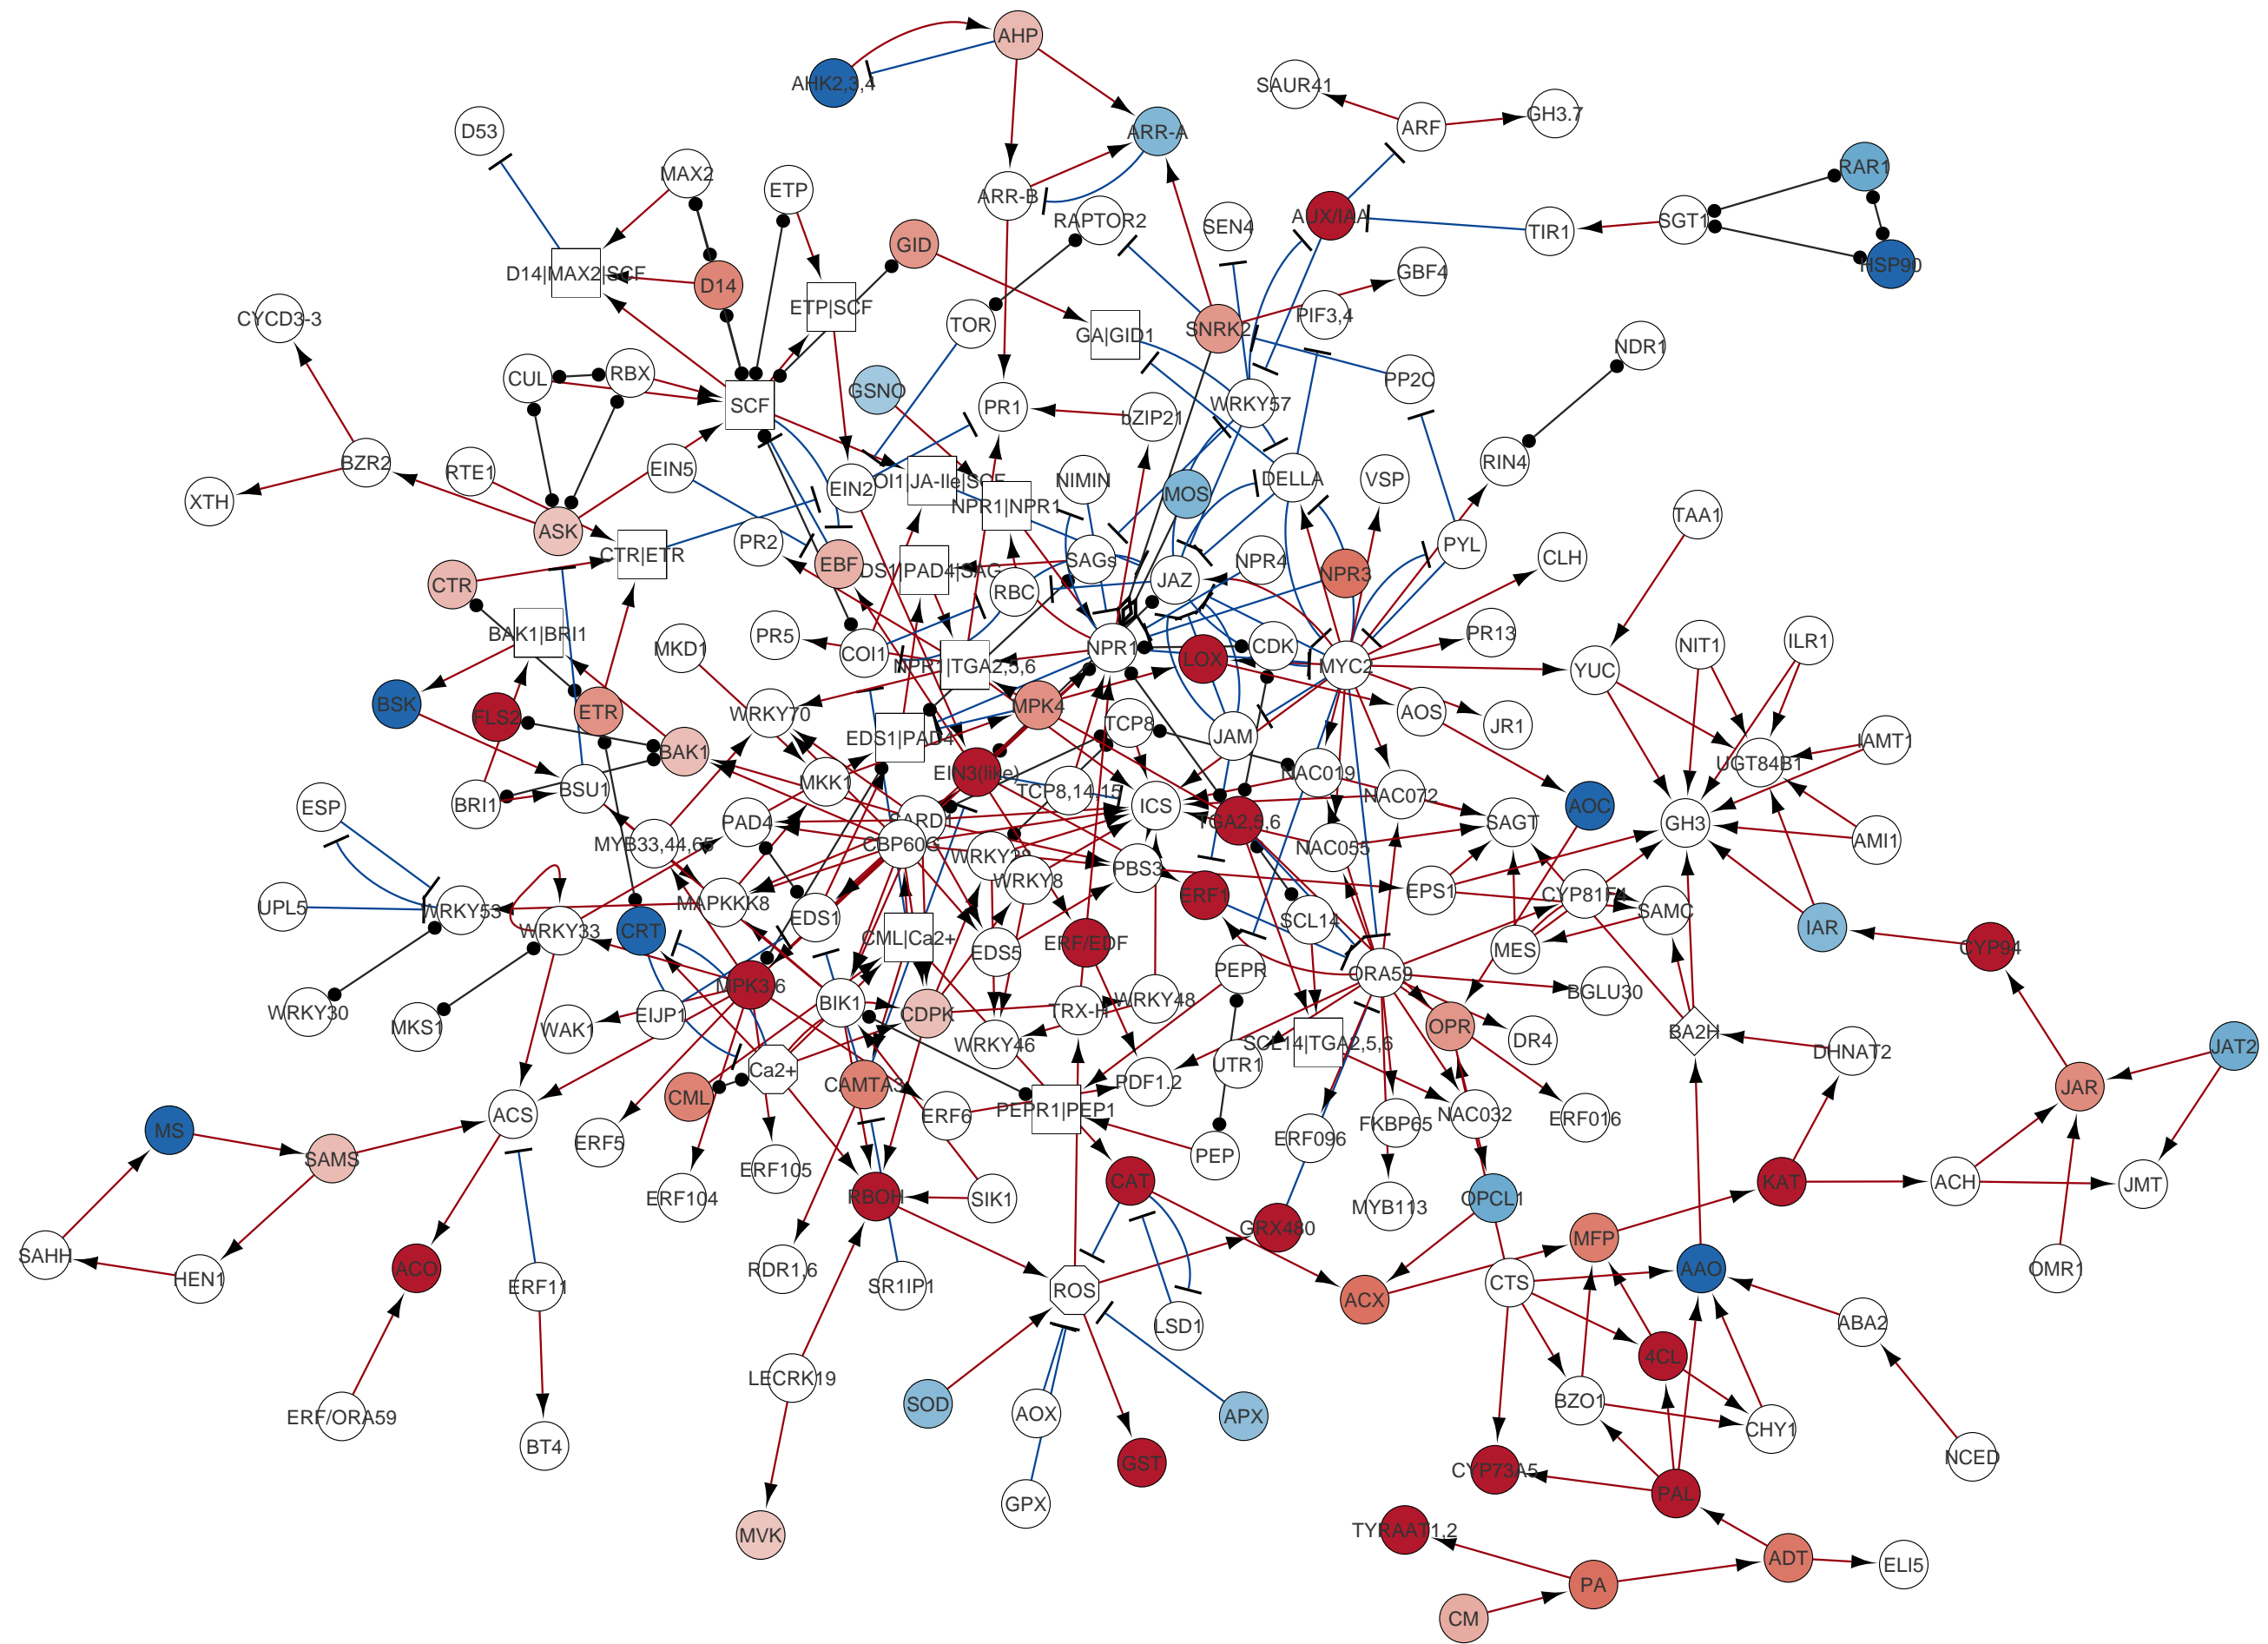 AHP
AHK2,3,4
SAUR41
GH3.7
ARF
D53
ARR-A
RAR1
MAX2
ETP
ARR-B
RAPTOR2
SEN4
AUX/IAA
TIR1
SGT1
GID
HSP90
D14|MAX2|SCF
D14
GBF4
ETP|SCF
CYCD3-3
TOR
GA|GID1
SNRK2
PIF3,4
NDR1
CUL
RBX
PP2C
GSNO
SCF
PR1
WRKY57
bZIP21
BZR2
RTE1
EIN5
RIN4
XTH
EIN2
OI1|JA-Ile|SCF
NIMIN
DELLA
VSP
MOS
NPR1|NPR1
TAA1
ASK
PR2
CTR|ETR
PYL
CLH
EBF
SAGs
NPR4
NPR3
DS1|PAD4|SAG
JAZ
CTR
RBC
BAK1|BRI1
PR5
MKD1
COI1
NPR1
CDK
PR13
NIT1
ILR1
LOX
NPR1|TGA2,5,6
MYC2
YUC
BSK
FLS2
ETR
WRKY70
MPK4
TCP8
AOS
JR1
EDS1|PAD4
JAM
IAMT1
BAK1
UGT84B1
EIN3(like)
NAC019
BRI1
BSU1
MKK1
TCP8,14,15
NAC072
AOC
ESP
ICS
PAD4
SARD1
TGA2,5,6
SAGT
GH3
MYB33,44,65
CBP60G
NAC055
AMI1
PBS3
WRKY8
EPS1
CYP81F4
UPL5
WRKY53
MAPKKK8
ERF1
SAMC
WRKY33
CRT
EDS1
SCL14
IAR
CML|Ca2+
ERF/EDF
EDS5
MES
CYP94
PEPR
ORA59
MPK3,6
BGLU30
WRKY30
MKS1
WAK1
EIJP1
BIK1
CDPK
TRX-H
WRKY48
OPR
BA2H
WRKY46
SCL14|TGA2,5,6
DR4
DHNAT2
JAT2
Ca2+
UTR1
CAMTA3
PDF1.2
JAR
CML
PEPR1|PEP1
ERF6
NAC032
ERF016
ACS
FKBP65
MS
ERF5
ERF096
SAMS
PEP
ERF105
ERF104
RBOH
SIK1
CAT
OPCL1
KAT
ACH
JMT
MYB113
GRX480
MFP
SAHH
HEN1
ACO
RDR1,6
AAO
OMR1
ERF11
SR1IP1
ROS
CTS
ACX
LSD1
ABA2
4CL
LECRK19
SOD
AOX
APX
BZO1
ERF/ORA59
CHY1
BT4
GST
NCED
CYP73A5
PAL
GPX
TYRAAT1,2
MVK
ADT
ELI5
PA
CM